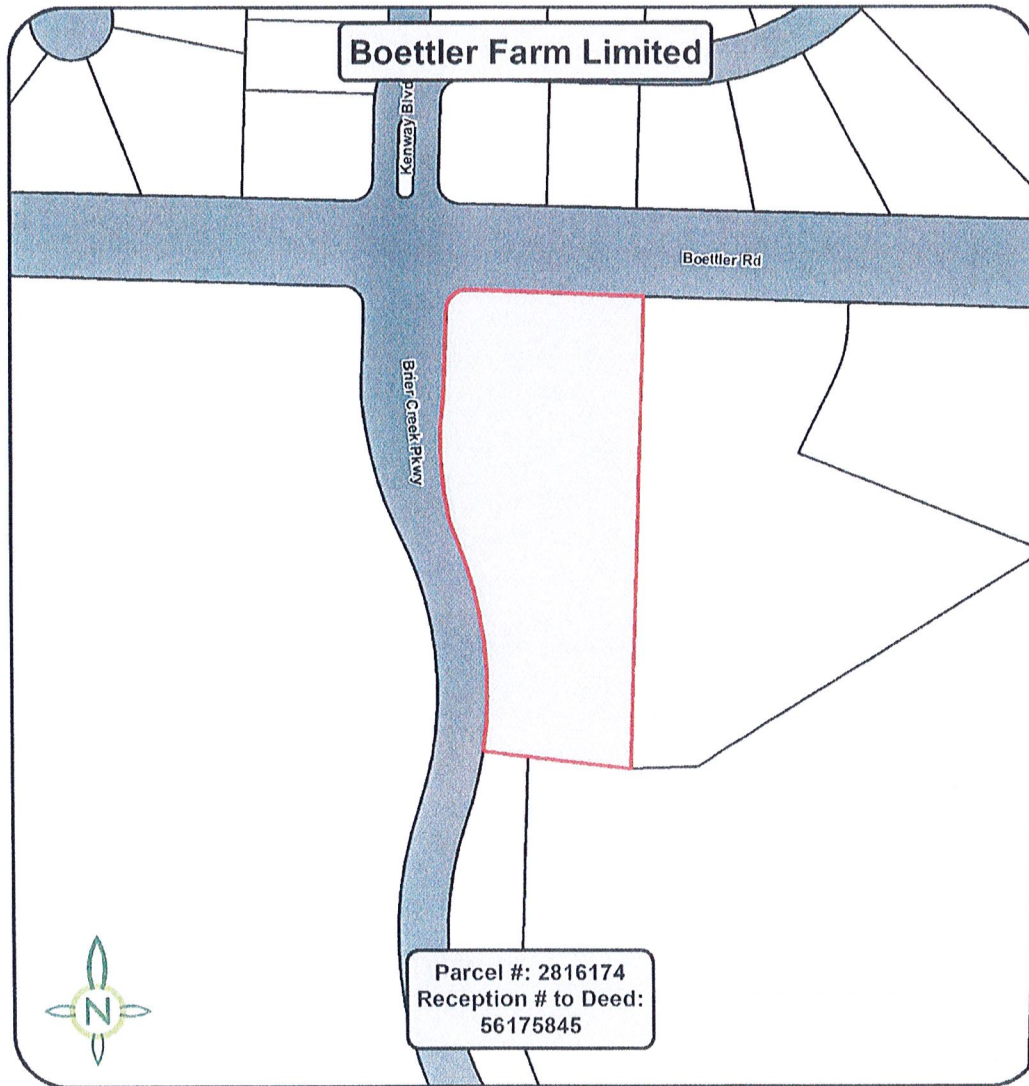 Boettler Farm Limited
Kenway Blvd
Boettler Rd
Brier Creek Pkwy
N
Parcel #: 2816174
Reception # to Deed:
56175845